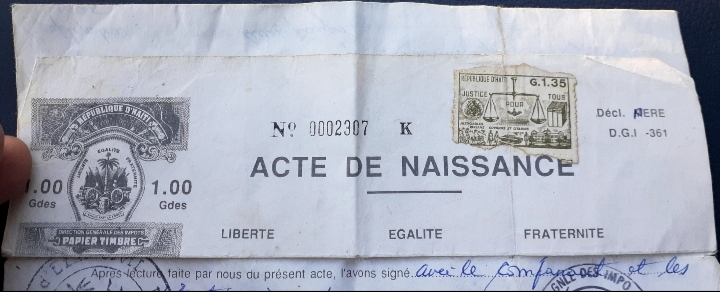 REPUBLIQUE D'HAITI
EGALITE
FRATERNITE
1.00 Gdes
1.00 Gdes
DIRECTION GENERALE DES IMPOTS
PAPIER TIMBRE
Nº 0002307 K
REPUBLIQUE D'HAITI
G.1.35
JUSTICE
POUR
TOUS
Décl. PERE
D.G.I -361
ACTE DE NAISSANCE
LIBERTE EGALITE FRATERNITE
Après lecture faite par nous du présent acte, l'avons signé. avec le comparant et les